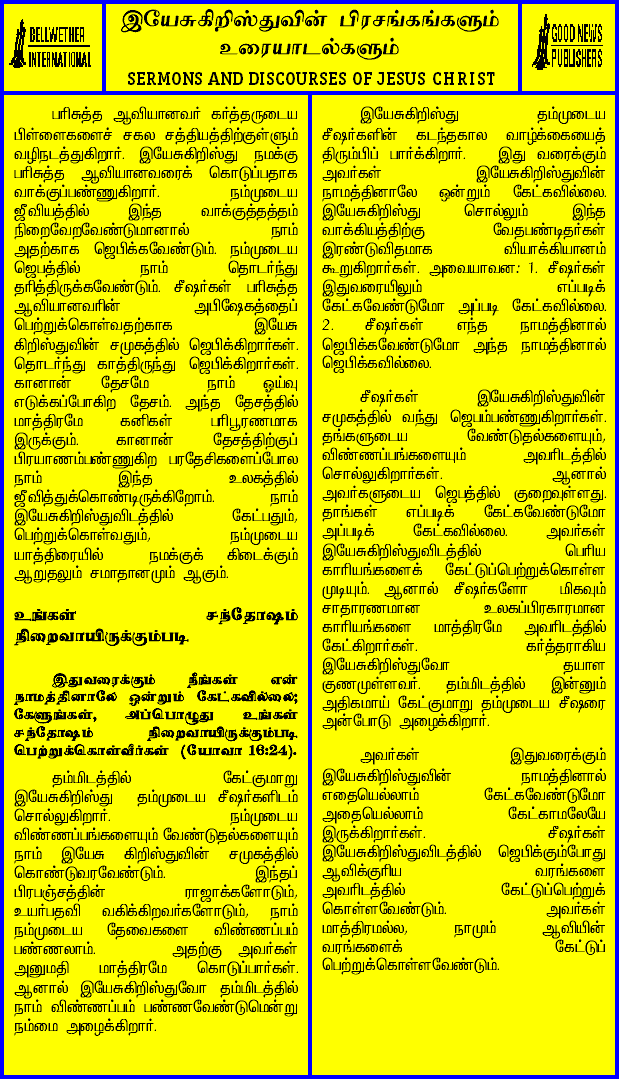 BELLWETHER
INTERNATIONAL
இயேசுகிறிஸ்துவின் பிரசங்கங்களும்
உரையாடல்களும்
SERMONS AND DISCOURSES OF JESUS CHRIST
GOOD NEWS
PUBLISHERS
பரிசுத்த ஆவியானவர் கர்த்தருடைய
பிள்ளைகளைச் சகல சத்தியத்திற்குள்ளும்
வழிநடத்துகிறார். இயேசுகிறிஸ்து நமக்கு
பரிசுத்த ஆவியானவரைக் கொடுப்பதாக
வாக்குப்பண்ணுகிறார். நம்முடைய
ஜீவியத்தில் இந்த வாக்குத்தத்தம்
நிறைவேறவேண்டுமானால் நாம்
அதற்காக ஜெபிக்கவேண்டும். நம்முடைய
ஜெபத்தில் நாம் தொடர்ந்து
தரித்திருக்கவேண்டும். சீஷர்கள் பரிசுத்த
ஆவியானவரின் அபிஷேகத்தைப்
பெற்றுக்கொள்வதற்காக இயேசு
கிறிஸ்துவின் சமுகத்தில் ஜெபிக்கிறார்கள்.
தொடர்ந்து காத்திருந்து ஜெபிக்கிறார்கள்.
கானான் தேசமே நாம் ஓய்வு
எடுக்கப்போகிற தேசம். அந்த தேசத்தில்
மாத்திரமே கனிகள் பரிபூரணமாக
இருக்கும். கானான் தேசத்திற்குப்
பிரயாணம்பண்ணுகிற பரதேசிகளைப்போல
நாம் இந்த உலகத்தில்
ஜீவித்துக்கொண்டிருக்கிறோம். நாம்
இயேசுகிறிஸ்துவிடத்தில் கேட்பதும்,
பெற்றுக்கொள்வதும், நம்முடைய
யாத்திரையில் நமக்குக் கிடைக்கும்
ஆறுதலும் சமாதானமும் ஆகும்.
உங்கள் சந்தோஷம்
நிறைவாயிருக்கும்படி
இதுவரைக்கும் நீங்கள் என்
நாமத்தினாலே ஒன்றும் கேட்கவில்லை;
கேளுங்கள், அப்பொழுது உங்கள்
சந்தோஷம் நிறைவாயிருக்கும்படி
பெற்றுக்கொள்வீர்கள் (யோவா 16:24).
தம்மிடத்தில் கேட்குமாறு
இயேசுகிறிஸ்து தம்முடைய சீஷர்களிடம்
சொல்லுகிறார். நம்முடைய
விண்ணப்பங்களையும் வேண்டுதல்களையும்
நாம் இயேசு கிறிஸ்துவின் சமுகத்தில்
கொண்டுவரவேண்டும். இந்தப்
பிரபஞ்சத்தின் ராஜாக்களோடும்,
உயர்பதவி வகிக்கிறவர்களோடும், நாம்
நம்முடைய தேவைகளை விண்ணப்பம்
பண்ணலாம். அதற்கு அவர்கள்
அனுமதி மாத்திரமே கொடுப்பார்கள்.
ஆனால் இயேசுகிறிஸ்துவோ தம்மிடத்தில்
நாம் விண்ணப்பம் பண்ணவேண்டுமென்று
நம்மை அழைக்கிறார்.
இயேசுகிறிஸ்து தம்முடைய
சீஷர்களின் கடந்தகால வாழ்க்கையைத்
திரும்பிப் பார்க்கிறார். இது வரைக்கும்
அவர்கள் இயேசுகிறிஸ்துவின்
நாமத்தினாலே ஒன்றும் கேட்கவில்லை.
இயேசுகிறிஸ்து சொல்லும் இந்த
வாக்கியத்திற்கு வேதபண்டிதர்கள்
இரண்டுவிதமாக வியாக்கியானம்
கூறுகிறார்கள். அவையாவன: 1. சீஷர்கள்
இதுவரையிலும் எப்படிக்
கேட்கவேண்டுமோ அப்படி கேட்கவில்லை.
2. சீஷர்கள் எந்த நாமத்தினால்
ஜெபிக்கவேண்டுமோ அந்த நாமத்தினால்
ஜெபிக்கவில்லை.
சீஷர்கள் இயேசுகிறிஸ்துவின்
சமுகத்தில் வந்து ஜெபம்பண்ணுகிறார்கள்.
தங்களுடைய வேண்டுதல்களையும்,
விண்ணப்பங்களையும் அவரிடத்தில்
சொல்லுகிறார்கள். ஆனால்
அவர்களுடைய ஜெபத்தில் குறைவுள்ளது.
தாங்கள் எப்படிக் கேட்கவேண்டுமோ
அப்படிக் கேட்கவில்லை. அவர்கள்
இயேசுகிறிஸ்துவிடத்தில் பெரிய
காரியங்களைக் கேட்டுப்பெற்றுக்கொள்ள
முடியும். ஆனால் சீஷர்களோ மிகவும்
சாதாரணமான உலகப்பிரகாரமான
காரியங்களை மாத்திரமே அவரிடத்தில்
கேட்கிறார்கள். கர்த்தராகிய
இயேசுகிறிஸ்துவோ தயாள
குணமுள்ளவர். தம்மிடத்தில் இன்னும்
அதிகமாய் கேட்குமாறு தம்முடைய சீஷரை
அன்போடு அழைக்கிறார்.
அவர்கள் இதுவரைக்கும்
இயேசுகிறிஸ்துவின் நாமத்தினால்
எதையெல்லாம் கேட்கவேண்டுமோ
அதையெல்லாம் கேட்காமலேயே
இருக்கிறார்கள். சீஷர்கள்
இயேசுகிறிஸ்துவிடத்தில் ஜெபிக்கும்போது
ஆவிக்குரிய வரங்களை
அவரிடத்தில் கேட்டுப்பெற்றுக்
கொள்ளவேண்டும். அவர்கள்
மாத்திரமல்ல, நாமும் ஆவியின்
வரங்களைக் கேட்டுப்
பெற்றுக்கொள்ளவேண்டும்.